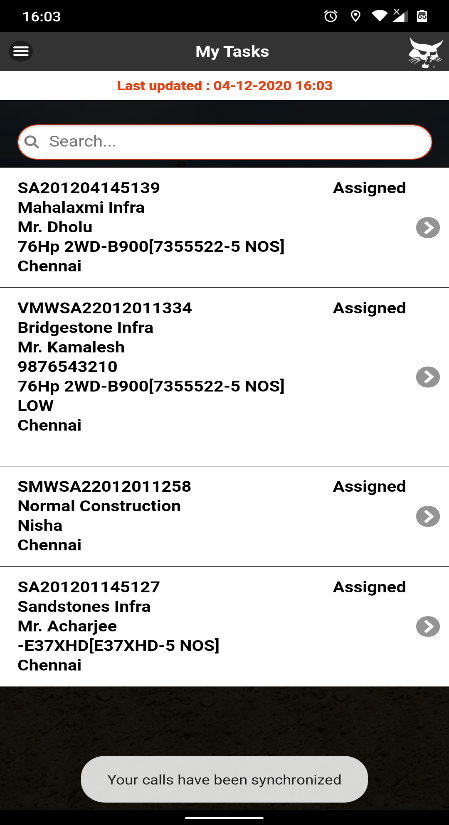 16:03
My Tasks
Last updated : 04-12-2020 16:03
Search...
SA201204145139 Assigned
Mahalaxmi Infra
Mr. Dholu
76Hp 2WD-B900[7355522-5 NOS]
Chennai
VMWSA22012011334 Assigned
Bridgestone Infra
Mr. Kamalesh
9876543210
76Hp 2WD-B900[7355522-5 NOS]
LOW
Chennai
SMWSA22012011258 Assigned
Normal Construction
Nisha
Chennai
SA201201145127 Assigned
Sandstones Infra
Mr. Acharjee
-E37XHD[E37XHD-5 NOS]
Chennai
Your calls have been synchronized